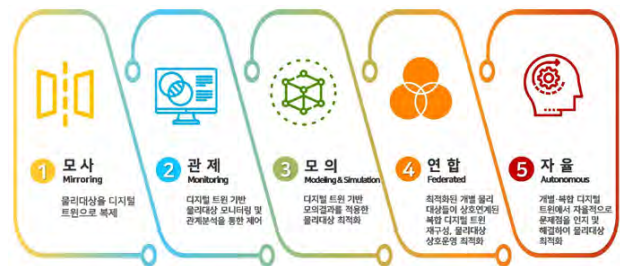 1 모사
Mirroring
물리대상을 디지털
트윈으로 복제
2 관제
Monitoring
디지털 트윈 기반
물리대상 모니터링 및
관계분석을 통한 제어
3 모의
Modeling & Simulation
디지털 트윈 기반
모의결과를 적용한
물리대상 최적화
4 연합
Federated
최적화된 개별 물리
대상들이 상호연계된
복합 디지털 트윈
재구성, 물리대상
상호운영 최적화
5 자율
Autonomous
개별·복합 디지털
트윈에서 자율적으로
문제점을 인지 및
해결하여 물리대상
최적화